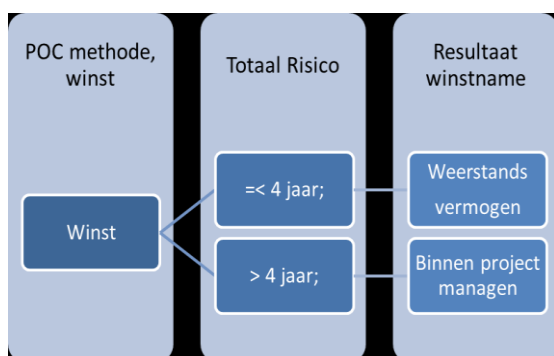 POC methode,
winst
Totaal Risico
Resultaat
winstname
Winst
=< 4 jaar;
> 4 jaar;
Weerstands
vermogen
Binnen project
managen